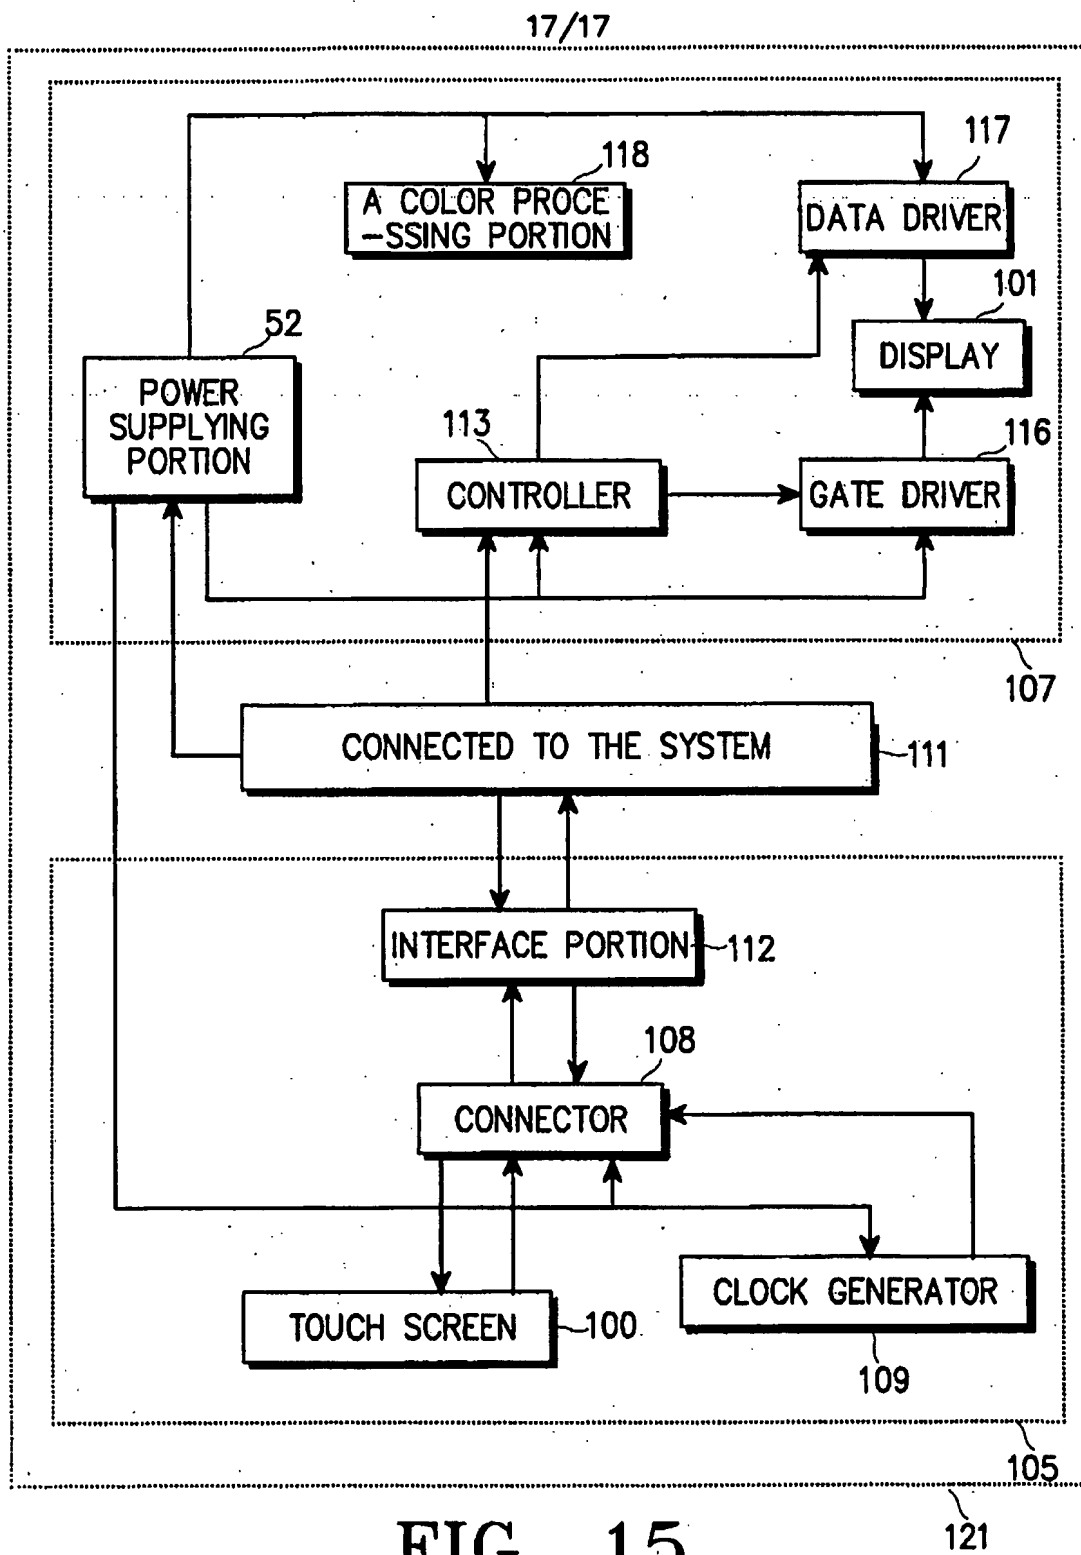 17/17
118
A COLOR PROCE
-SSING PORTION
117
DATA DRIVER
101
DISPLAY
52
POWER
SUPPLYING
PORTION
113
CONTROLLER
116
GATE DRIVER
107
CONNECTED TO THE SYSTEM
111
INTERFACE PORTION
112
108
CONNECTOR
TOUCH SCREEN
100
CLOCK GENERATOR
109
105
121
FIG. 15